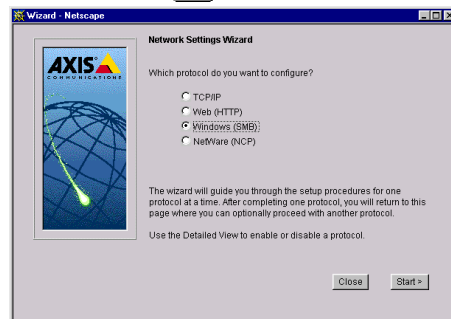 Wizard - Netscape
Network Settings Wizard
AXIS
COMMUNICATIONS
Which protocol do you want to configure?
TCP/IP
Web (HTTP)
Windows (SMB)
NetWare (NCP)
The wizard will guide you through the setup procedures for one
protocol at a time. After completing one protocol, you will return to this
page where you can optionally proceed with another protocol.
Use the Detailed View to enable or disable a protocol.
Close
Start >